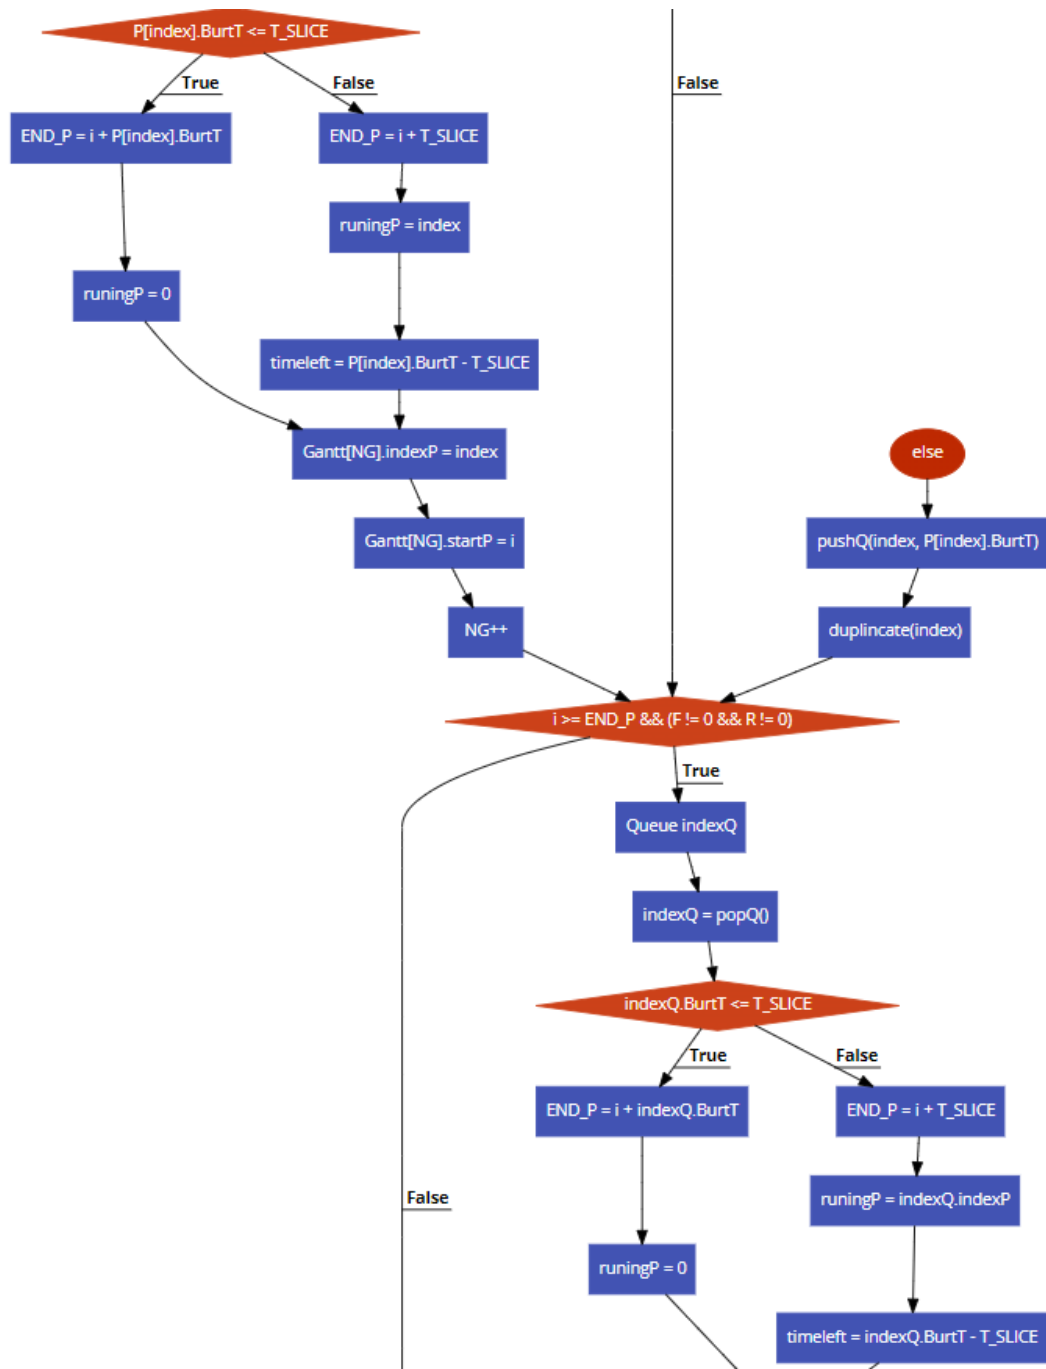 P[index].BurtT <= T_SLICE
True
False
False
END_P = i + P[index].BurtT
END_P = i + T_SLICE
runingP = index
runingP = 0
timeleft = P[index].BurtT - T_SLICE
Gantt[NG].indexP = index
else
Gantt[NG].startP = i
pushQ(index, P[index].BurtT)
NG++
duplincate(index)
i >= END_P && (F != 0 && R != 0)
True
Queue indexQ
indexQ = popQ()
indexQ.BurtT <= T_SLICE
True
False
END_P = i + indexQ.BurtT
END_P = i + T_SLICE
False
runingP = indexQ.indexP
runingP = 0
timeleft = indexQ.BurtT - T_SLICE